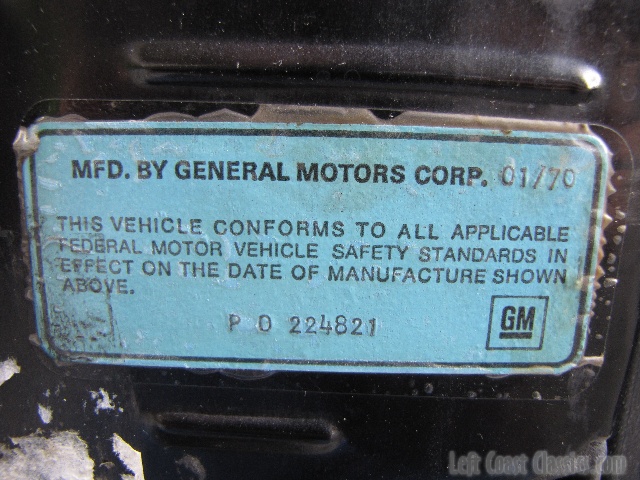 MFD. BY GENERAL MOTORS CORP. 01/70
THIS VEHICLE CONFORMS TO ALL APPLICABLE
FEDERAL MOTOR VEHICLE SAFETY STANDARDS IN
EFFECT ON THE DATE OF MANUFACTURE SHOWN
ABOVE.
P 0 224821
GM
Left Coast Classics.com